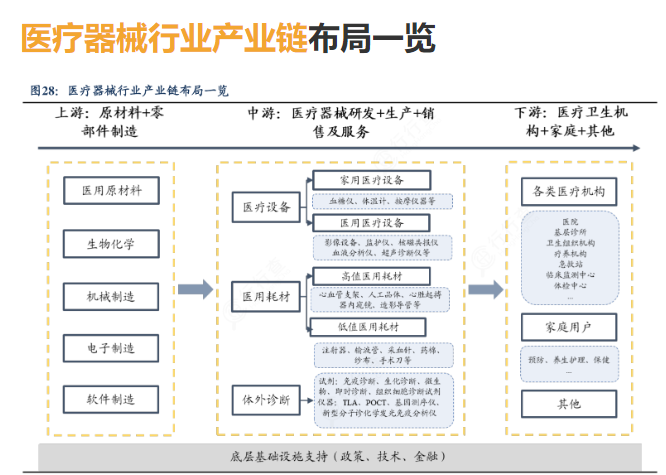 医疗器械行业产业链布局一览
图28：医疗器械行业产业链布局一览
上游：原材料+零
部件制造
中游：医疗器械研发+生产+销
售及服务
下游：医疗卫生机
构+家庭+其他
医用原材料
生物化学
机械制造
电子制造
软件制造
医疗设备
家用医疗设备
血糖仪、体温计、按摩仪器等
医用医疗设备
影像设备、监护仪、核磁共振仪
血液分析仪、超声诊断仪等
医用耗材
高值医用耗材
心血管支架、人工晶体、心脏起搏
器内窥镜、造影导管等
低值医用耗材
注射器、输液管、采血针、药棉、
纱布、手术刀等
体外诊断
试剂：免疫诊断、生化诊断、微生
物、即时诊断、组织细胞诊断试剂
仪器：TLA、POCT、基因测序仪、
新型分子诊化学发光免疫分析仪
各类医疗机构
医院
基层诊所
卫生组织机构
疗养机构
急救站
临床监测中心
体检中心
...
家庭用户
预防、养生护理、保健
...
其他
底层基础设施支持（政策、技术、金融）